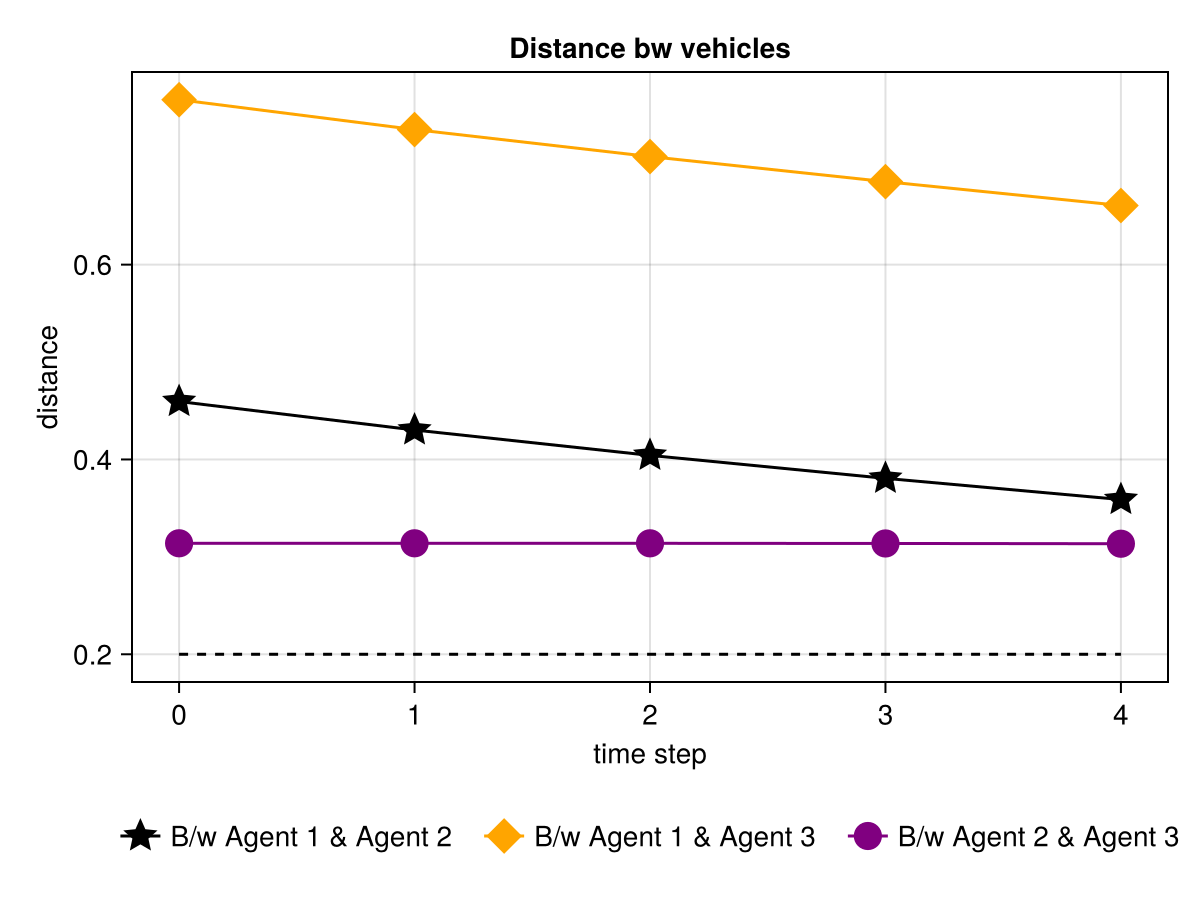 Distance bw vehicles
distance
0.6
0.4
0.2
0 1 2 3 4
time step
B/w Agent 1 & Agent 2 B/w Agent 1 & Agent 3 B/w Agent 2 & Agent 3